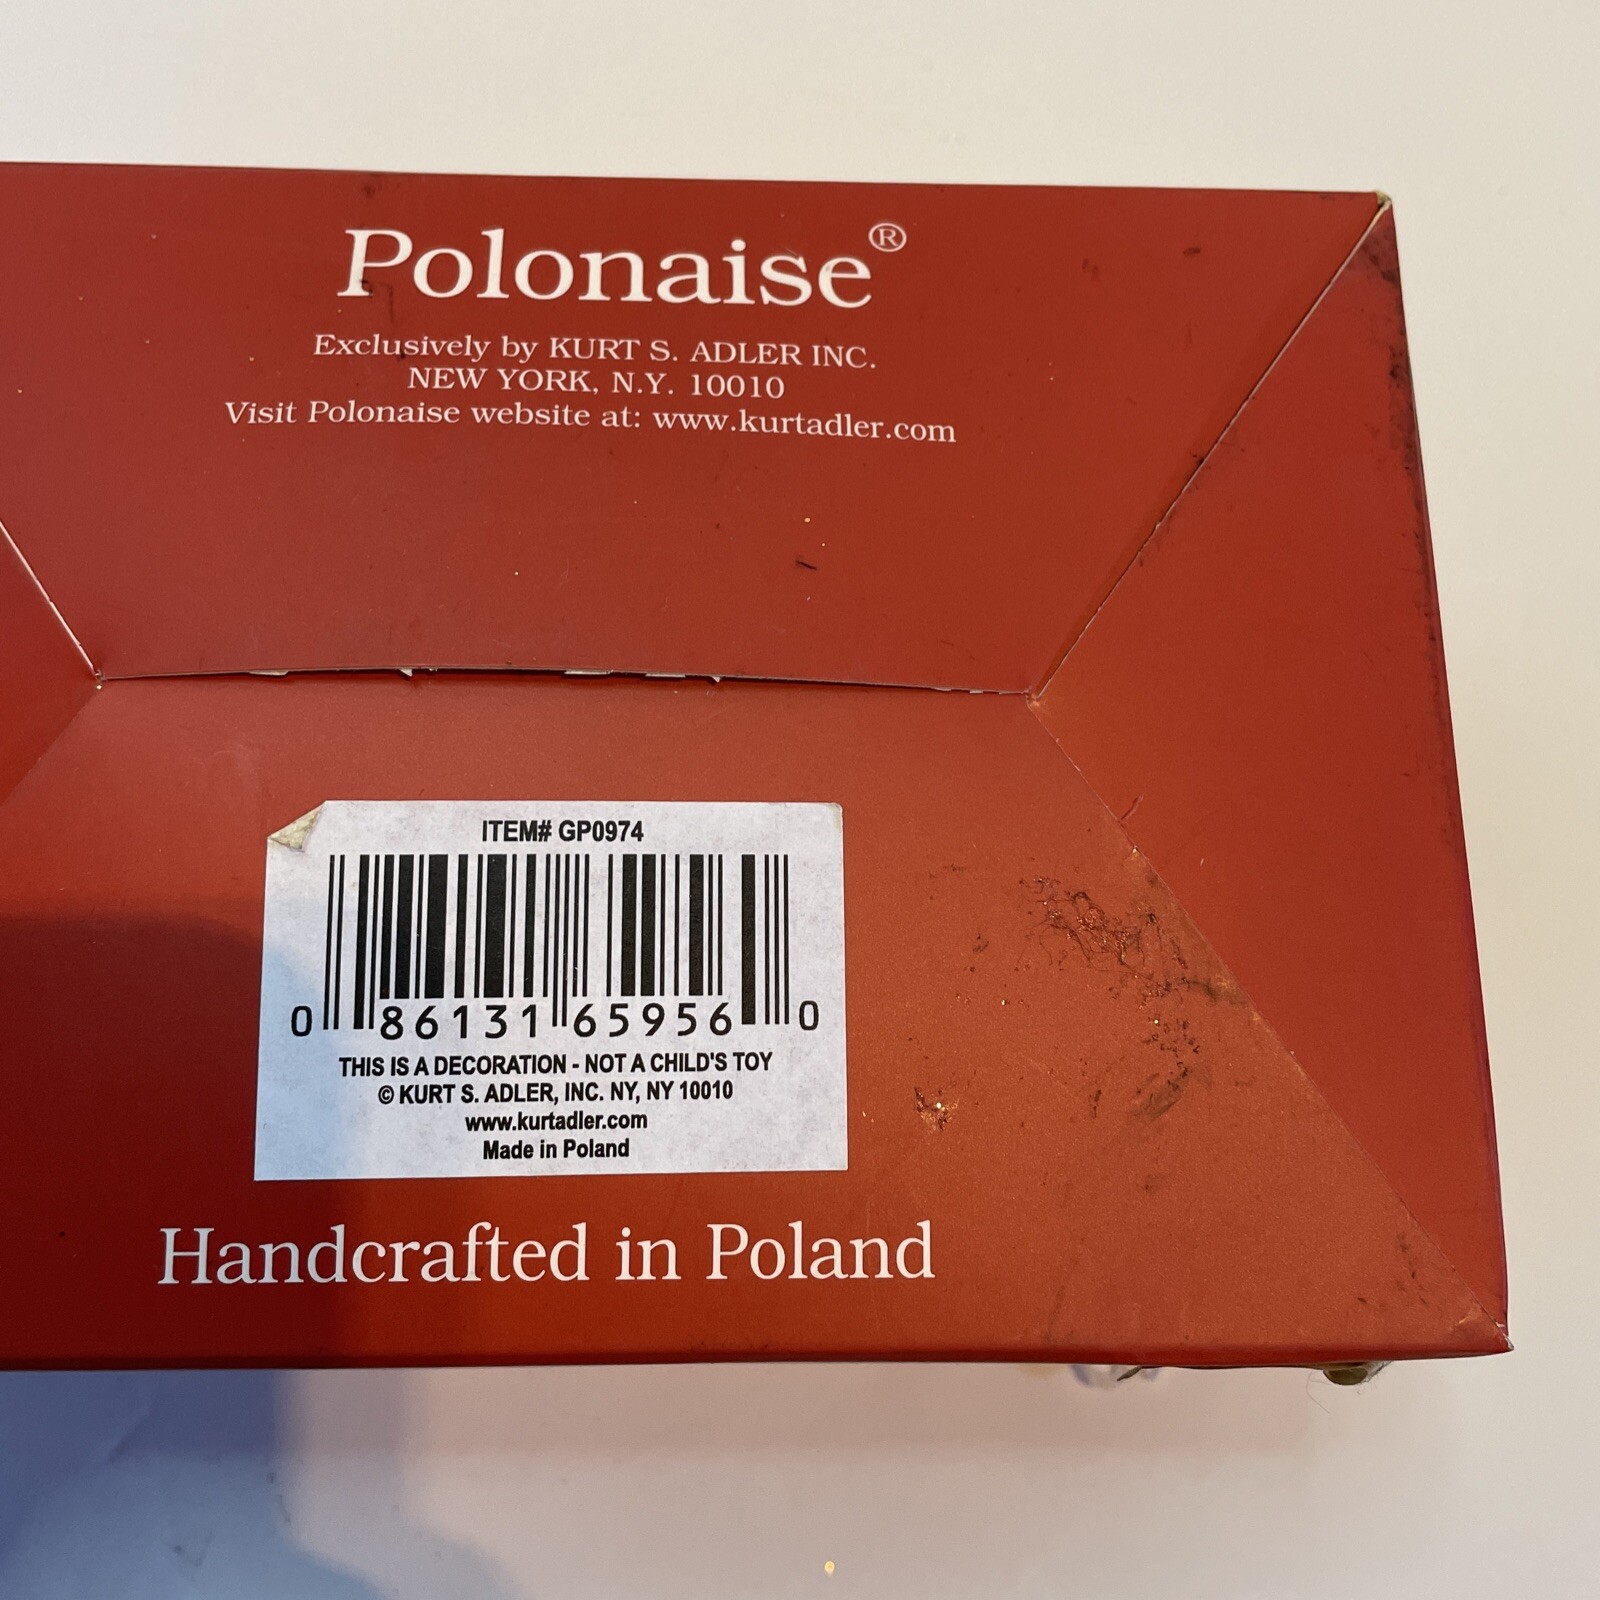 Polonaise®
Exclusively by KURT S. ADLER INC.
NEW YORK, N.Y. 10010
Visit Polonaise website at: www.kurtadler.com
ITEM# GP0974
0 86131 65956 0
THIS IS A DECORATION - NOT A CHILD'S TOY
© KURT S. ADLER, INC. NY, NY 10010
www.kurtadler.com
Made in Poland
Handcrafted in Poland